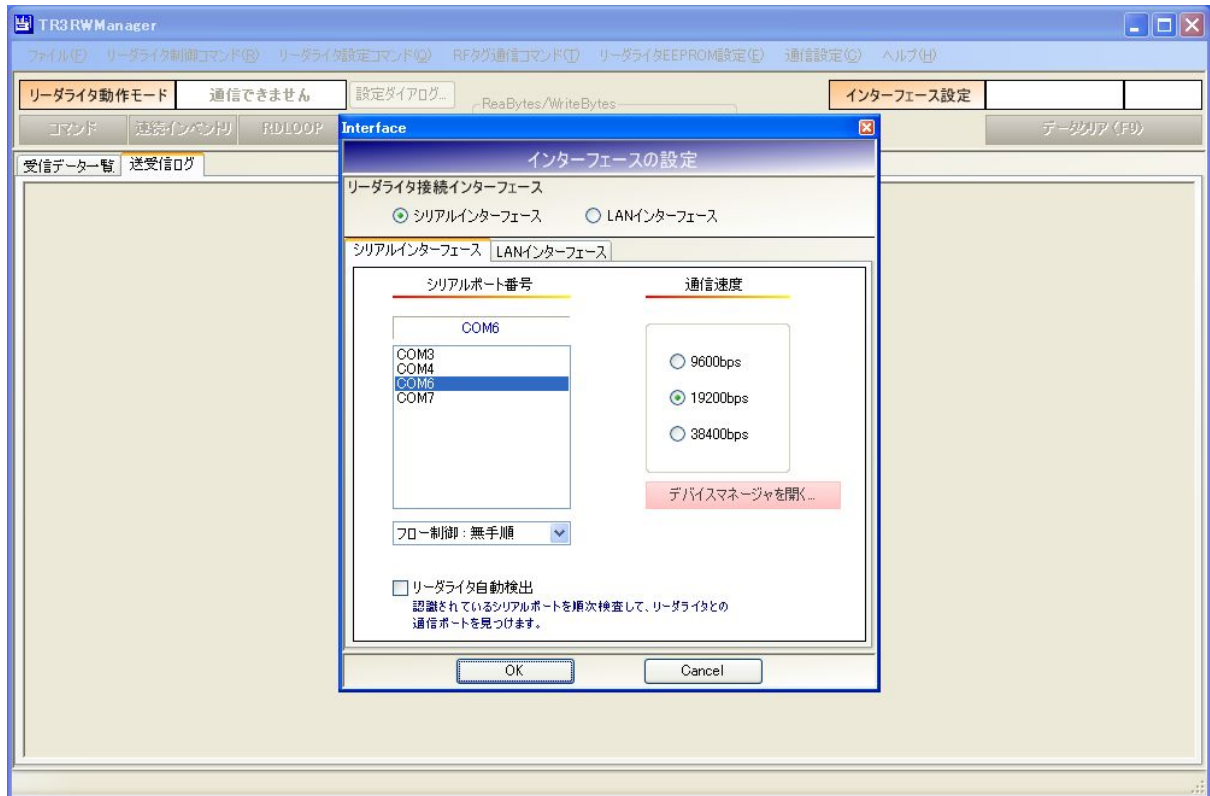 TR3RWManager
ファイル(F) リーダライタ制御コマンド(R) リーダライタ設定コマンド(Q) RFタグ通信コマンド(T) リーダライタEEPROM設定(E) 通信設定(C) ヘルプ(H)
リーダライタ動作モード 通信できません 設定ダイアログ... ReaBytes/WriteBytes インターフェース設定
コマンド 連続インベントリ RDLOOP データクリア (F9)
受信データ一覧 送受信ログ
Interface
インターフェースの設定
リーダライタ接続インターフェース
シリアルインターフェース LANインターフェース
シリアルインターフェース LANインターフェース
シリアルポート番号 通信速度
COM6
COM3
COM4
COM6
COM7
9600bps
19200bps
38400bps
デバイスマネージャを開く...
フロー制御：無手順
リーダライタ自動検出
認識されているシリアルポートを順次検査して、リーダライタとの
通信ポートを見つけます。
OK Cancel